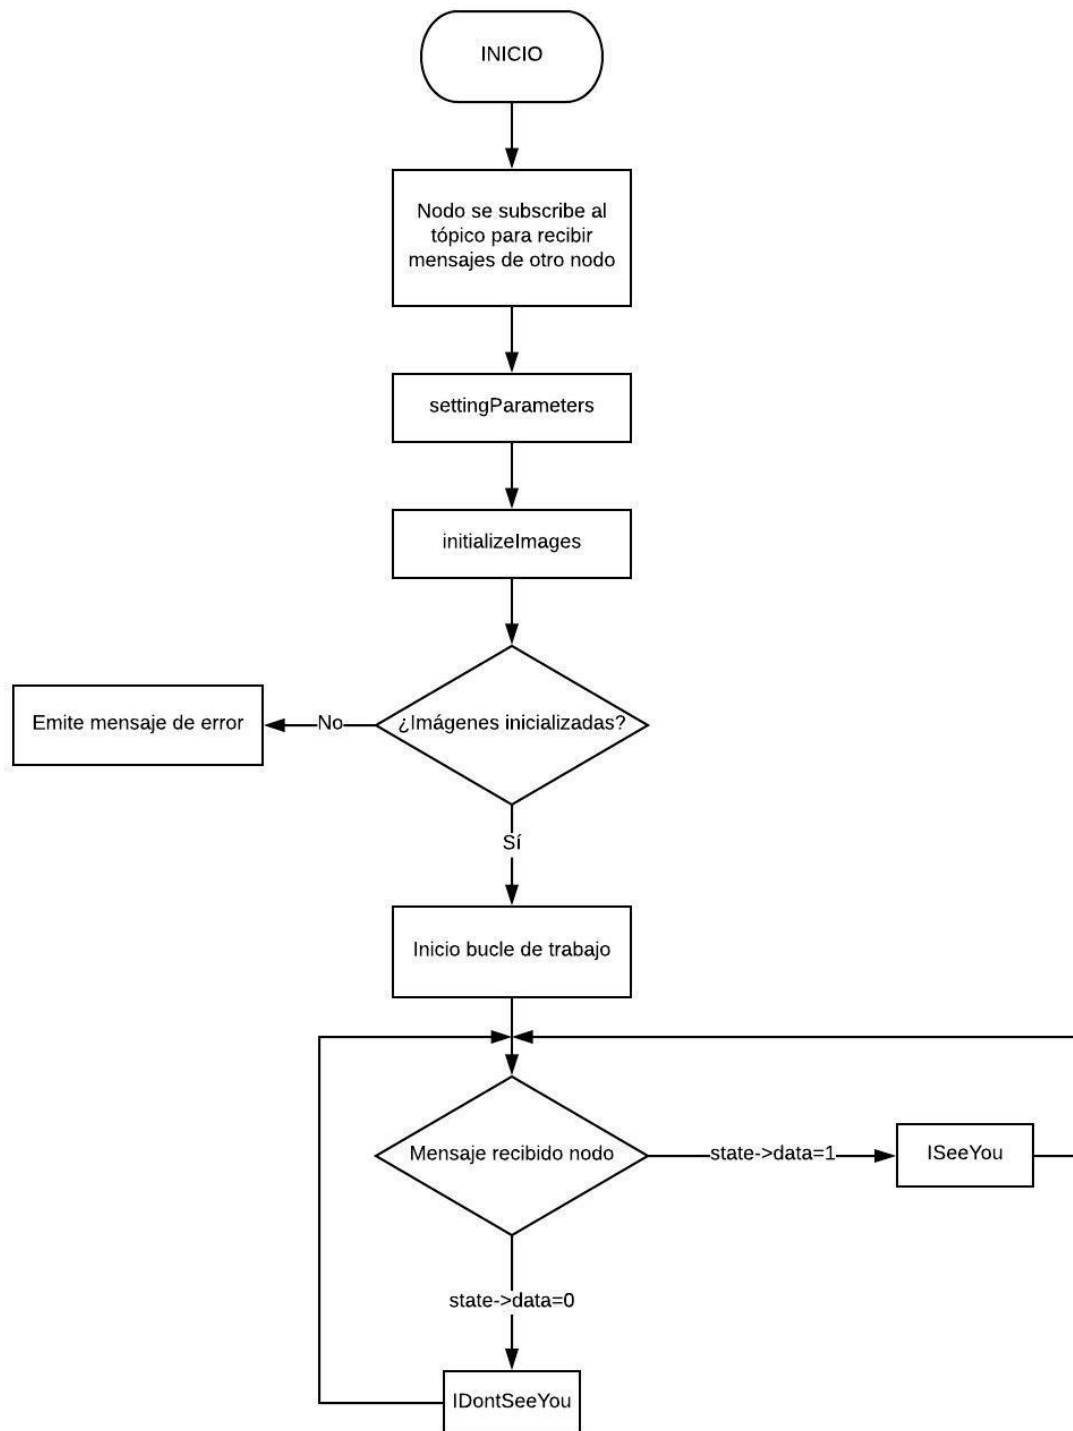 INICIO
Nodo se subscribe al
tópico para recibir
mensajes de otro nodo
settingParameters
initializeImages
¿Imágenes inicializadas?
No
Emite mensaje de error
Sí
Inicio bucle de trabajo
Mensaje recibido nodo
state->data=1
ISeeYou
state->data=0
IDontSeeYou